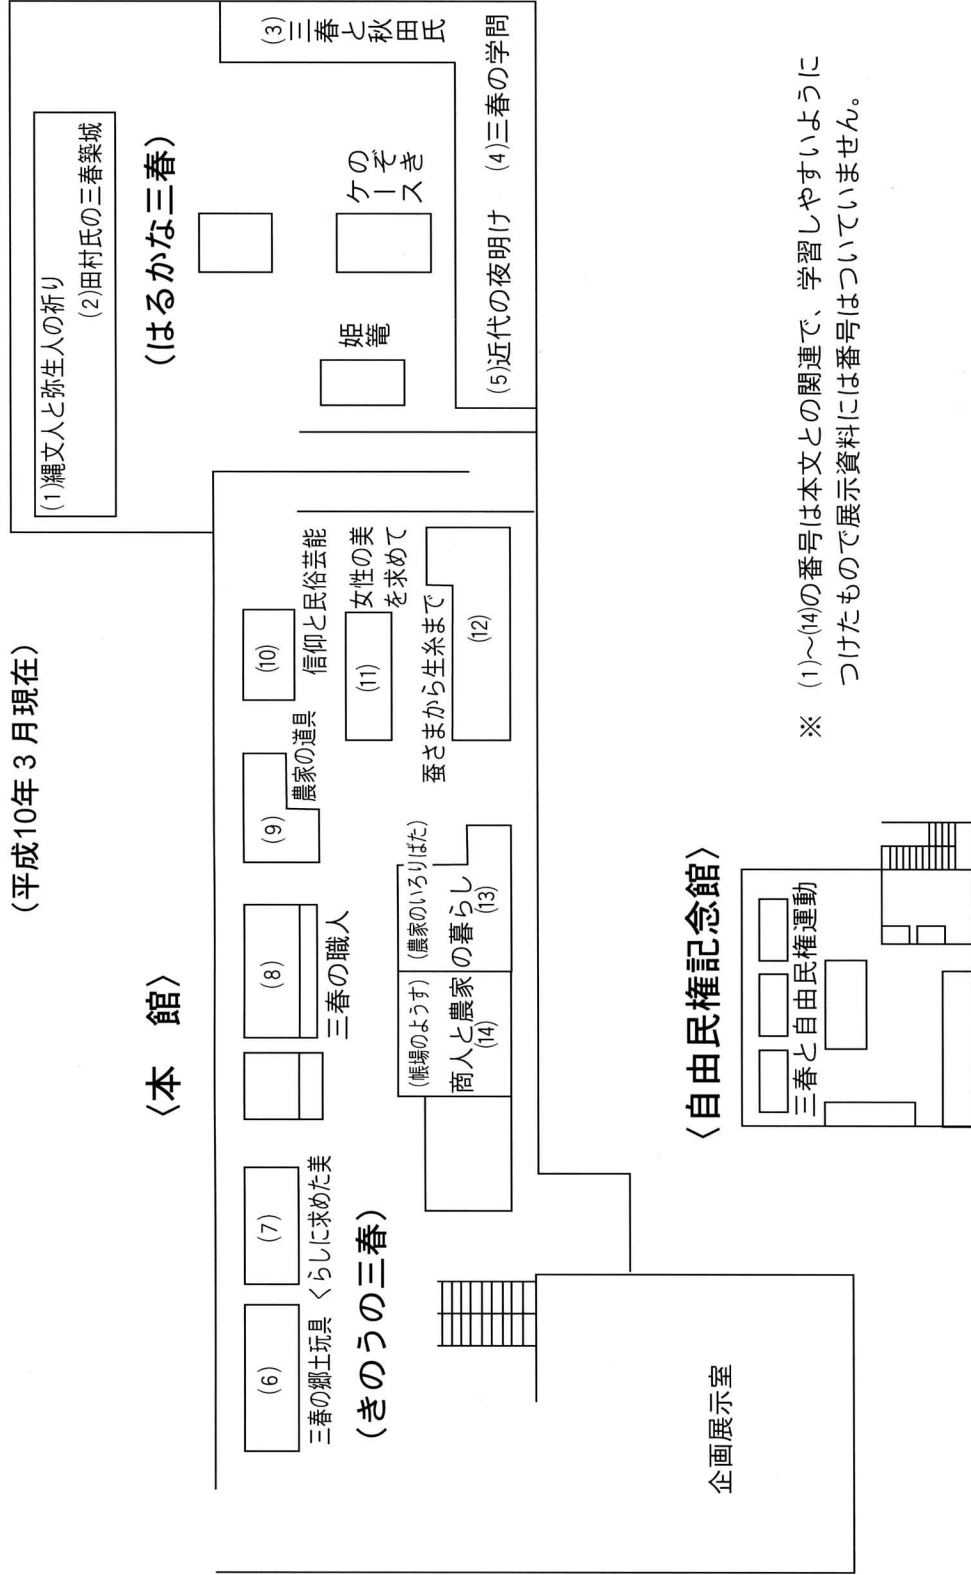 (平成10年3月現在)
〈本　館〉
(はるかな三春)
(1)縄文人と弥生人の祈り
(2)田村氏の三春築城
(3)三春と秋田氏
(4)三春の学問
(5)近代の夜明け
姫篭
のぞき
ケース
(きのうの三春)
(6)
三春の郷土玩具
(7)
くらしに求めた美
(8)
三春の職人
(9)
農家の道具
(10)
信仰と民俗芸能
(11)
女性の美
を求めて
蚕さまから生糸まで
(12)
(帳場のようす)
(農家のいろりばた)
商人と農家の暮らし
(14)
(13)
企画展示室
〈自由民権記念館〉
三春と自由民権運動
※　(1)～(14)の番号は本文との関連で、学習しやすいように
つけたもので展示資料には番号はついていません。